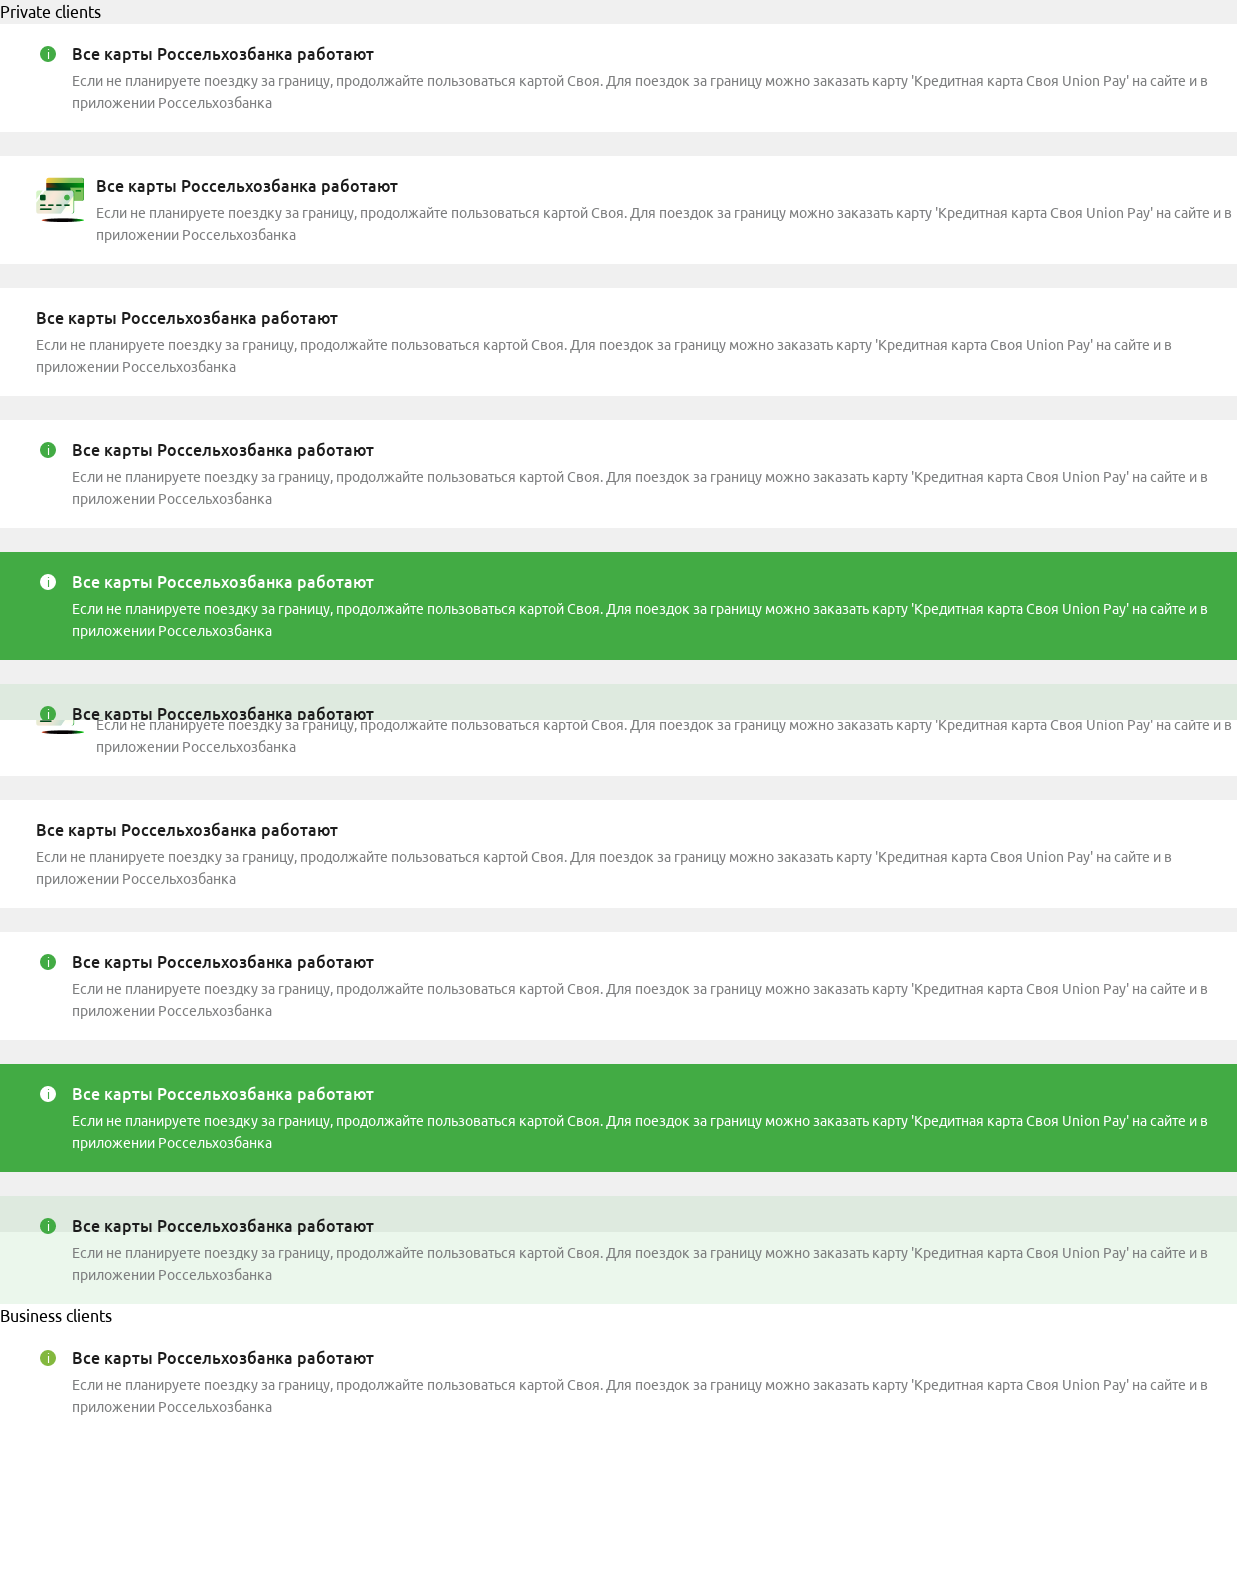 Private clients
Все карты Россельхозбанка работают
Если не планируете поездку за границу, продолжайте пользоваться картой Своя. Для поездок за границу можно заказать карту 'Кредитная карта Своя Union Pay' на сайте и в
приложении Россельхозбанка
Все карты Россельхозбанка работают
Если не планируете поездку за границу, продолжайте пользоваться картой Своя. Для поездок за границу можно заказать карту 'Кредитная карта Своя Union Pay' на сайте и в
приложении Россельхозбанка
Все карты Россельхозбанка работают
Если не планируете поездку за границу, продолжайте пользоваться картой Своя. Для поездок за границу можно заказать карту 'Кредитная карта Своя Union Pay' на сайте и в
приложении Россельхозбанка
Все карты Россельхозбанка работают
Если не планируете поездку за границу, продолжайте пользоваться картой Своя. Для поездок за границу можно заказать карту 'Кредитная карта Своя Union Pay' на сайте и в
приложении Россельхозбанка
Все карты Россельхозбанка работают
Если не планируете поездку за границу, продолжайте пользоваться картой Своя. Для поездок за границу можно заказать карту 'Кредитная карта Своя Union Pay' на сайте и в
приложении Россельхозбанка
Все карты Россельхозбанка работают
Если не планируете поездку за границу, продолжайте пользоваться картой Своя. Для поездок за границу можно заказать карту 'Кредитная карта Своя Union Pay' на сайте и в
приложении Россельхозбанка
Все карты Россельхозбанка работают
Если не планируете поездку за границу, продолжайте пользоваться картой Своя. Для поездок за границу можно заказать карту 'Кредитная карта Своя Union Pay' на сайте и в
приложении Россельхозбанка
Все карты Россельхозбанка работают
Если не планируете поездку за границу, продолжайте пользоваться картой Своя. Для поездок за границу можно заказать карту 'Кредитная карта Своя Union Pay' на сайте и в
приложении Россельхозбанка
Все карты Россельхозбанка работают
Если не планируете поездку за границу, продолжайте пользоваться картой Своя. Для поездок за границу можно заказать карту 'Кредитная карта Своя Union Pay' на сайте и в
приложении Россельхозбанка
Все карты Россельхозбанка работают
Если не планируете поездку за границу, продолжайте пользоваться картой Своя. Для поездок за границу можно заказать карту 'Кредитная карта Своя Union Pay' на сайте и в
приложении Россельхозбанка
Business clients
Все карты Россельхозбанка работают
Если не планируете поездку за границу, продолжайте пользоваться картой Своя. Для поездок за границу можно заказать карту 'Кредитная карта Своя Union Pay' на сайте и в
приложении Россельхозбанка